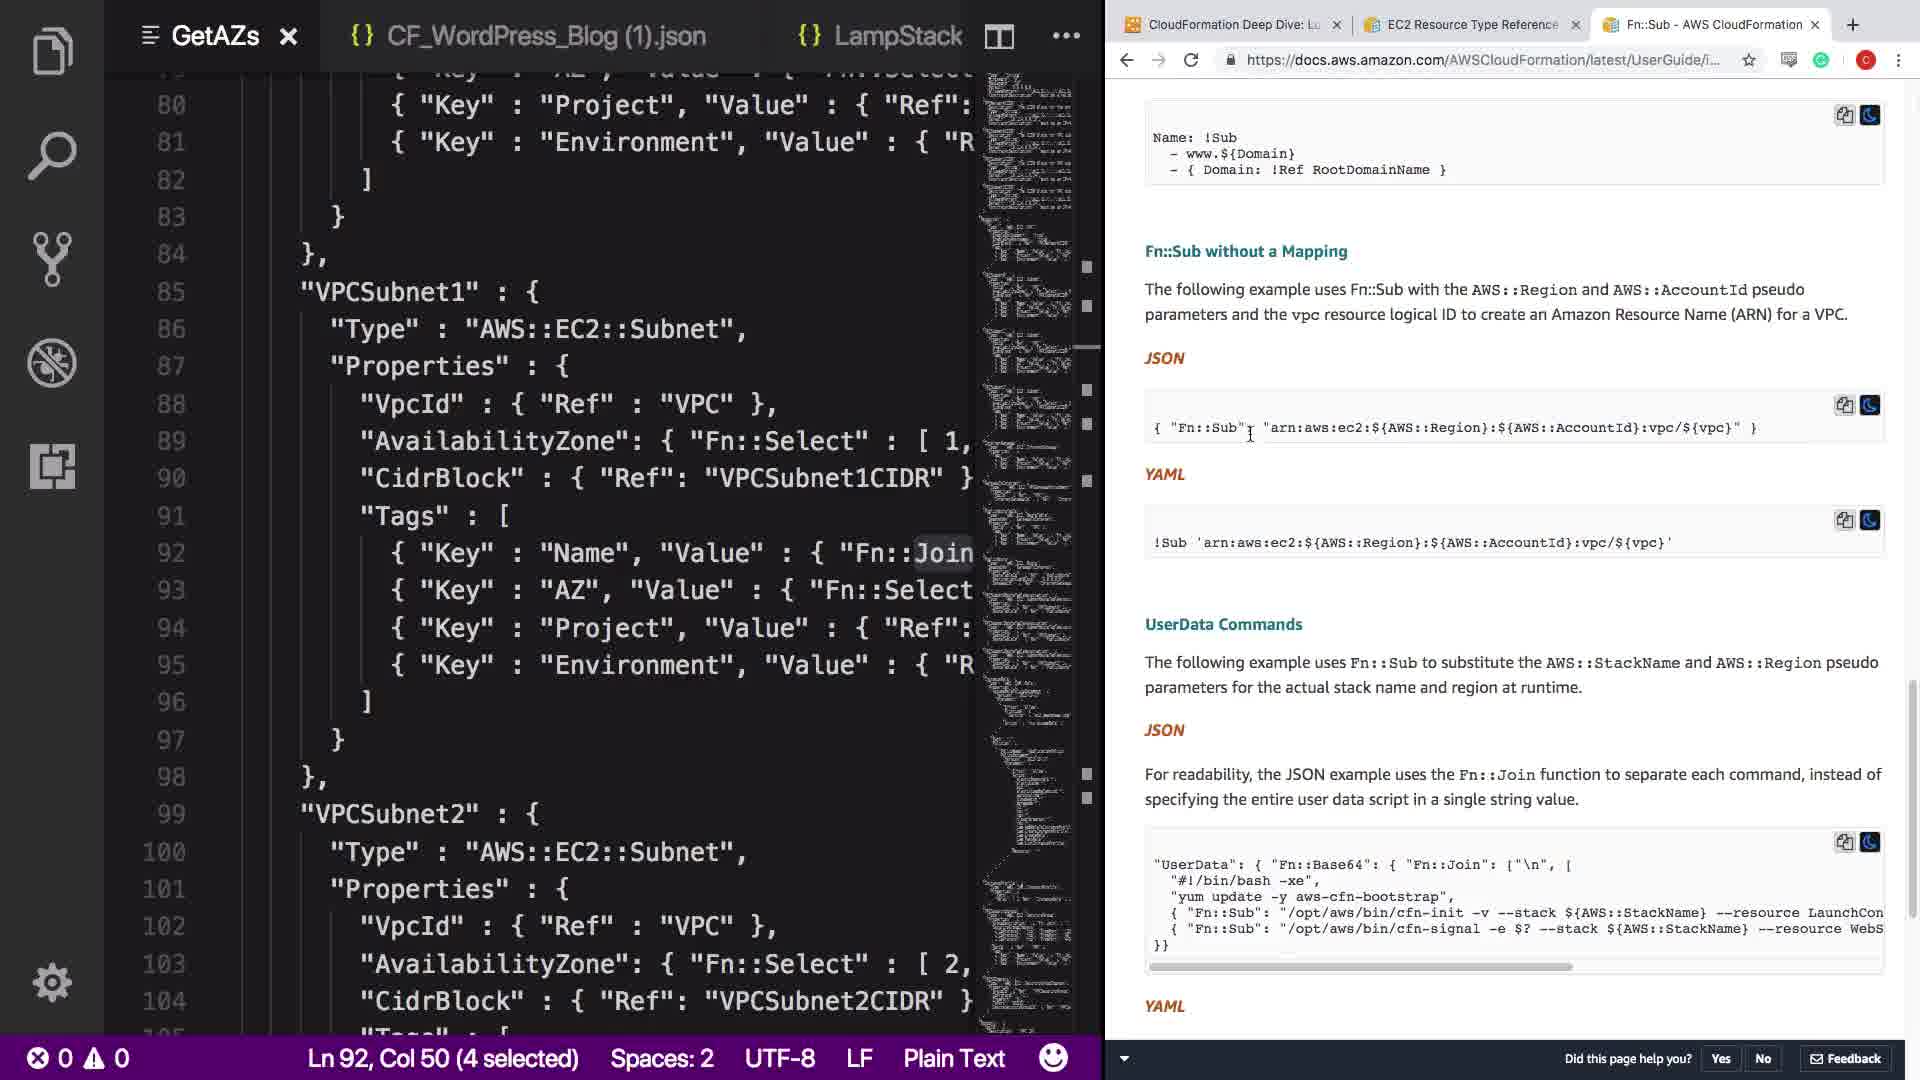 GetAZs
CF_WordPress_Blog (1).json
LampStack
80 { "Key" : "Project", "Value" : { "Ref":
81 { "Key" : "Environment", "Value" : { "R
82 ]
83 }
84 },
85 "VPCSubnet1" : {
86 "Type" : "AWS::EC2::Subnet",
87 "Properties" : {
88 "VpcId" : { "Ref" : "VPC" },
89 "AvailabilityZone": { "Fn::Select" : [ 1,
90 "CidrBlock" : { "Ref": "VPCSubnet1CIDR" }
91 "Tags" : [
92 { "Key" : "Name", "Value" : { "Fn::Join
93 { "Key" : "AZ", "Value" : { "Fn::Select
94 { "Key" : "Project", "Value" : { "Ref":
95 { "Key" : "Environment", "Value" : { "R
96 ]
97 }
98 },
99 "VPCSubnet2" : {
100 "Type" : "AWS::EC2::Subnet",
101 "Properties" : {
102 "VpcId" : { "Ref" : "VPC" },
103 "AvailabilityZone": { "Fn::Select" : [ 2,
104 "CidrBlock" : { "Ref": "VPCSubnet2CIDR" }
0 0 Ln 92, Col 50 (4 selected) Spaces: 2 UTF-8 LF Plain Text
CloudFormation Deep Dive: Lu
EC2 Resource Type Reference
Fn::Sub - AWS CloudFormation
https://docs.aws.amazon.com/AWSCloudFormation/latest/UserGuide/i...
C
Name: !Sub
- www.${Domain}
- { Domain: !Ref RootDomainName }
Fn::Sub without a Mapping
The following example uses Fn::Sub with the AWS::Region and AWS::AccountId pseudo
parameters and the vpc resource logical ID to create an Amazon Resource Name (ARN) for a VPC.
JSON
{ "Fn::Sub": "arn:aws:ec2:${AWS::Region}:${AWS::AccountId}:vpc/${vpc}" }
YAML
!Sub 'arn:aws:ec2:${AWS::Region}:${AWS::AccountId}:vpc/${vpc}'
UserData Commands
The following example uses Fn::Sub to substitute the AWS::StackName and AWS::Region pseudo
parameters for the actual stack name and region at runtime.
JSON
For readability, the JSON example uses the Fn::Join function to separate each command, instead of
specifying the entire user data script in a single string value.
"UserData": { "Fn::Base64": { "Fn::Join": ["\n", [
"#!/bin/bash -xe",
"yum update -y aws-cfn-bootstrap",
{ "Fn::Sub": "/opt/aws/bin/cfn-init -v --stack ${AWS::StackName} --resource LaunchCon
{ "Fn::Sub": "/opt/aws/bin/cfn-signal -e $? --stack ${AWS::StackName} --resource WebS
}}
YAML
Did this page help you? Yes No Feedback